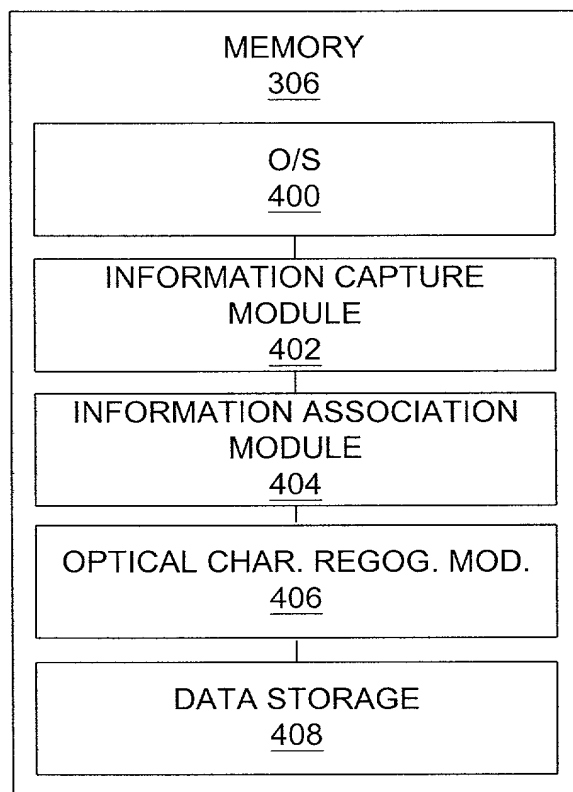 MEMORY
306
O/S
400
INFORMATION CAPTURE
MODULE
402
INFORMATION ASSOCIATION
MODULE
404
OPTICAL CHAR. REGOG. MOD.
406
DATA STORAGE
408